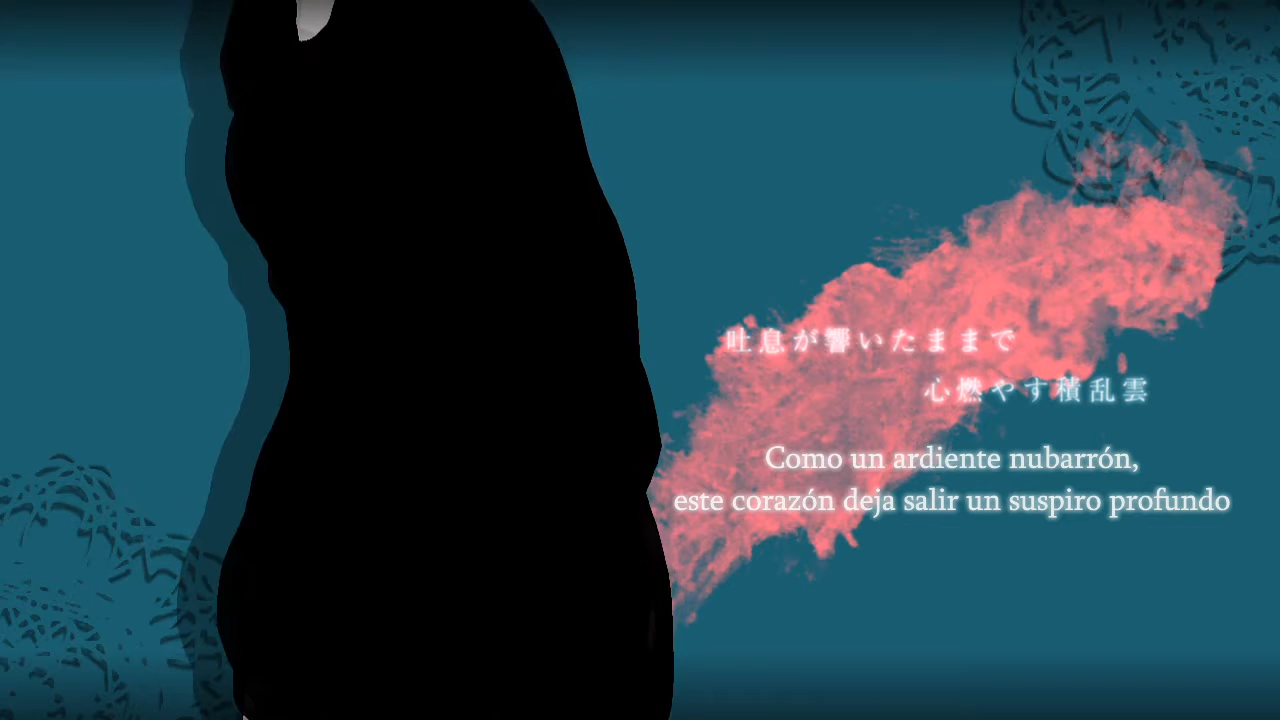 吐息が響いたままで
心燃やす積乱雲
Como un ardiente nubarrón,
este corazón deja salir un suspiro profundo